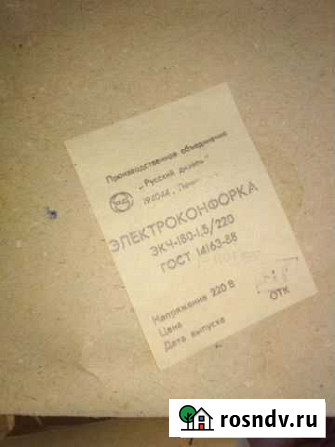 Производственное объединение
„Русский дизель"
194044, 
ЭЛЕКТРОКОНФОРКА
ЭКЧ-180-1,5/220
ГОСТ 14163-88
Напряжение 220 В
Цена
Дата выпуска
ОТК
rosndv.ru